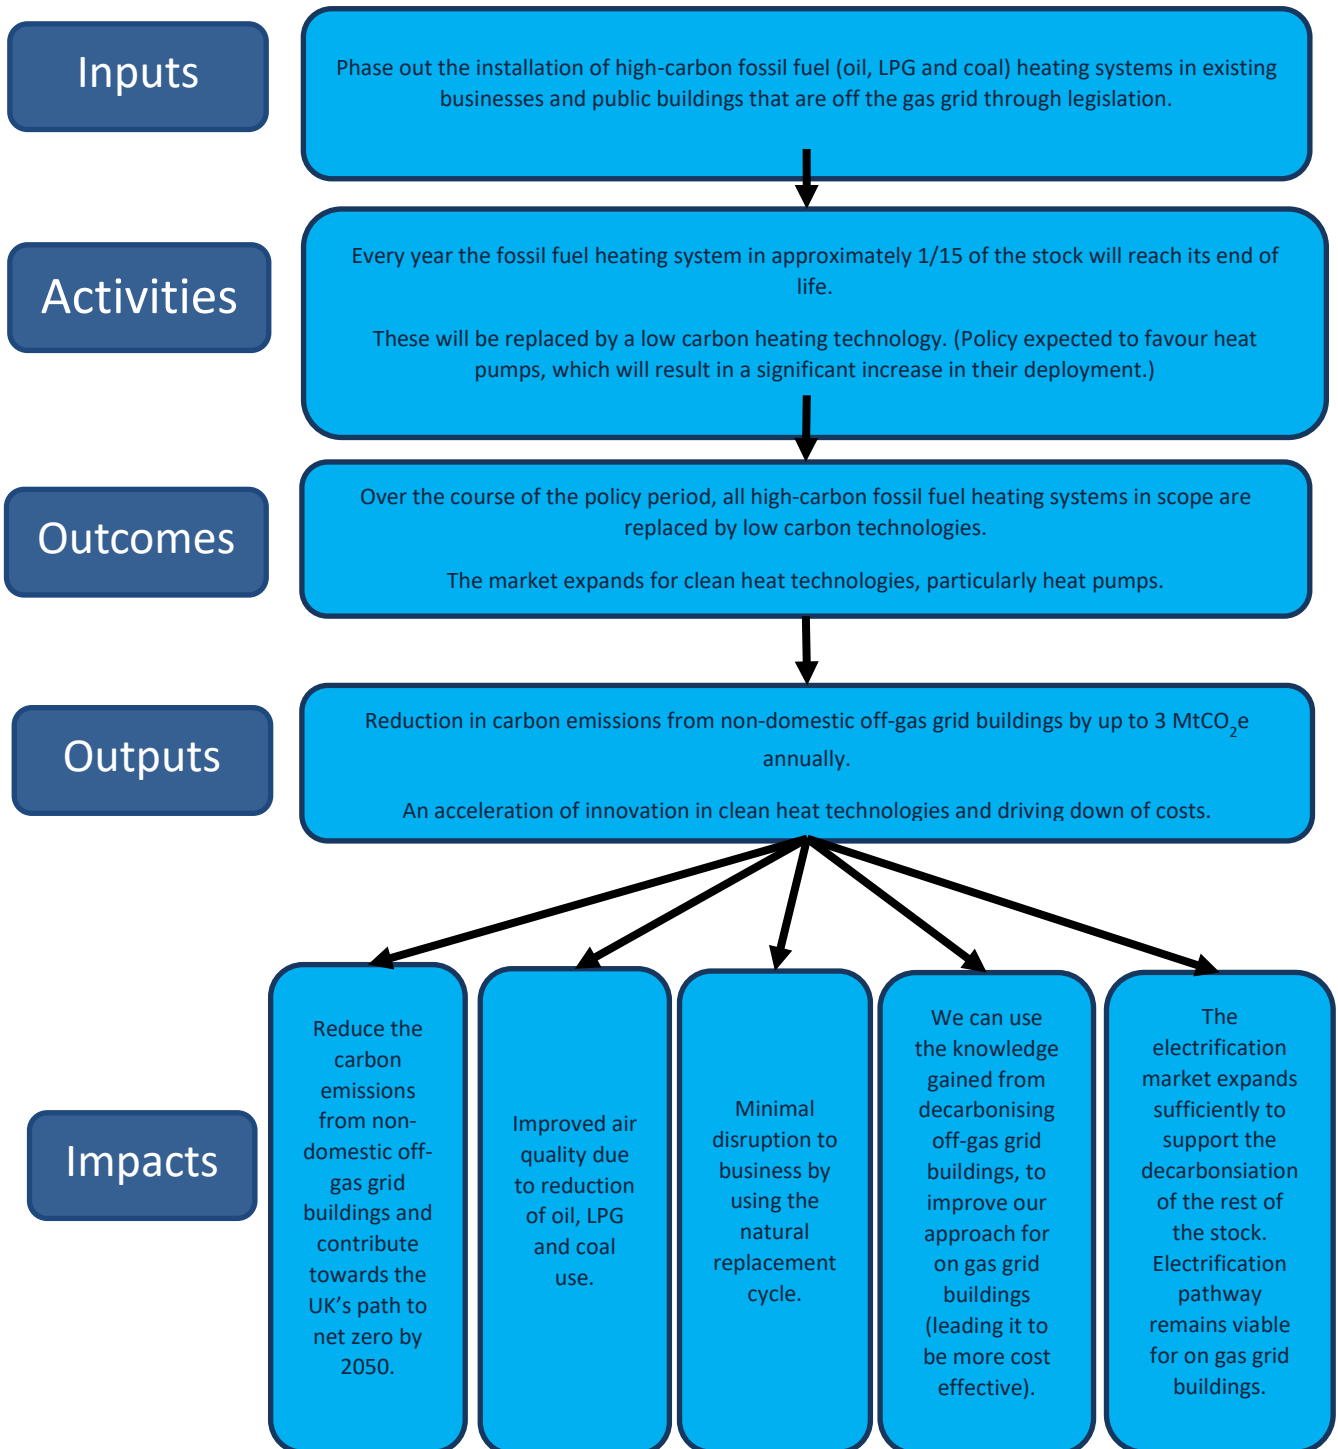 Inputs
Phase out the installation of high-carbon fossil fuel (oil, LPG and coal) heating systems in existing
businesses and public buildings that are off the gas grid through legislation.
Activities
Every year the fossil fuel heating system in approximately 1/15 of the stock will reach its end of
life.
These will be replaced by a low carbon heating technology. (Policy expected to favour heat
pumps, which will result in a significant increase in their deployment.)
Outcomes
Over the course of the policy period, all high-carbon fossil fuel heating systems in scope are
replaced by low carbon technologies.
The market expands for clean heat technologies, particularly heat pumps.
Outputs
Reduction in carbon emissions from non-domestic off-gas grid buildings by up to 3 MtCO₂e
annually.
An acceleration of innovation in clean heat technologies and driving down of costs.
Impacts
Reduce the
carbon
emissions
from non-
domestic off-
gas grid
buildings and
contribute
towards the
UK’s path to
net zero by
2050.
Improved air
quality due
to reduction
of oil, LPG
and coal
use.
Minimal
disruption to
business by
using the
natural
replacement
cycle.
We can use
the knowledge
gained from
decarbonising
off-gas grid
buildings, to
improve our
approach for
on gas grid
buildings
(leading it to
be more cost
effective).
The
electrification
market expands
sufficiently to
support the
decarbonsiation
of the rest of
the stock.
Electrification
pathway
remains viable
for on gas grid
buildings.